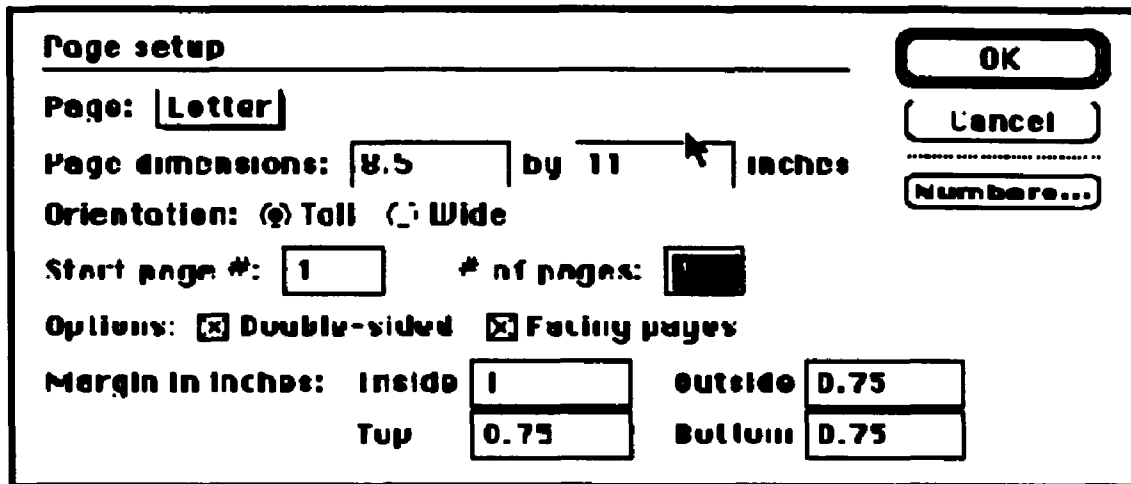 Page setup
OK
Page: Letter
Cancel
Page dimensions: 8.5 by 11 inches
Numbers...
Orientation: Tall Wide
Start page #: 1 # of pages:
Options: Double-sided Facing pages
Margin in inches: Inside 1 Outside 0.75
Top 0.75 Bottom 0.75